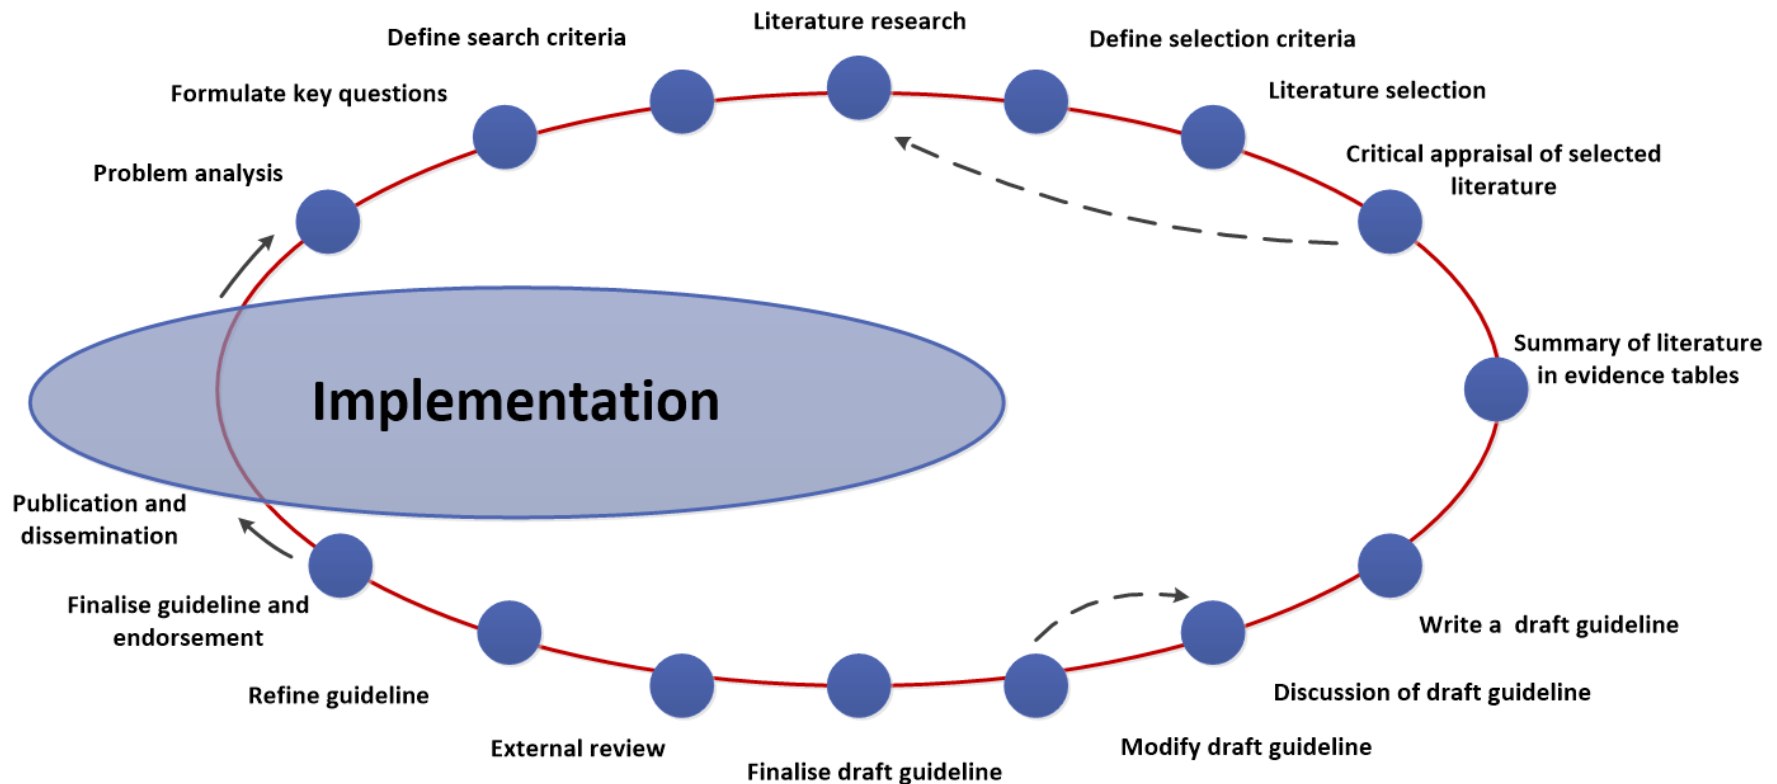 Literature research
Define search criteria
Define selection criteria
Formulate key questions
Literature selection
Problem analysis
Critical appraisal of selected
literature
Summary of literature
in evidence tables
Implementation
Publication and
dissemination
Finalise guideline and
endorsement
Write a draft guideline
Refine guideline
Discussion of draft guideline
External review
Modify draft guideline
Finalise draft guideline